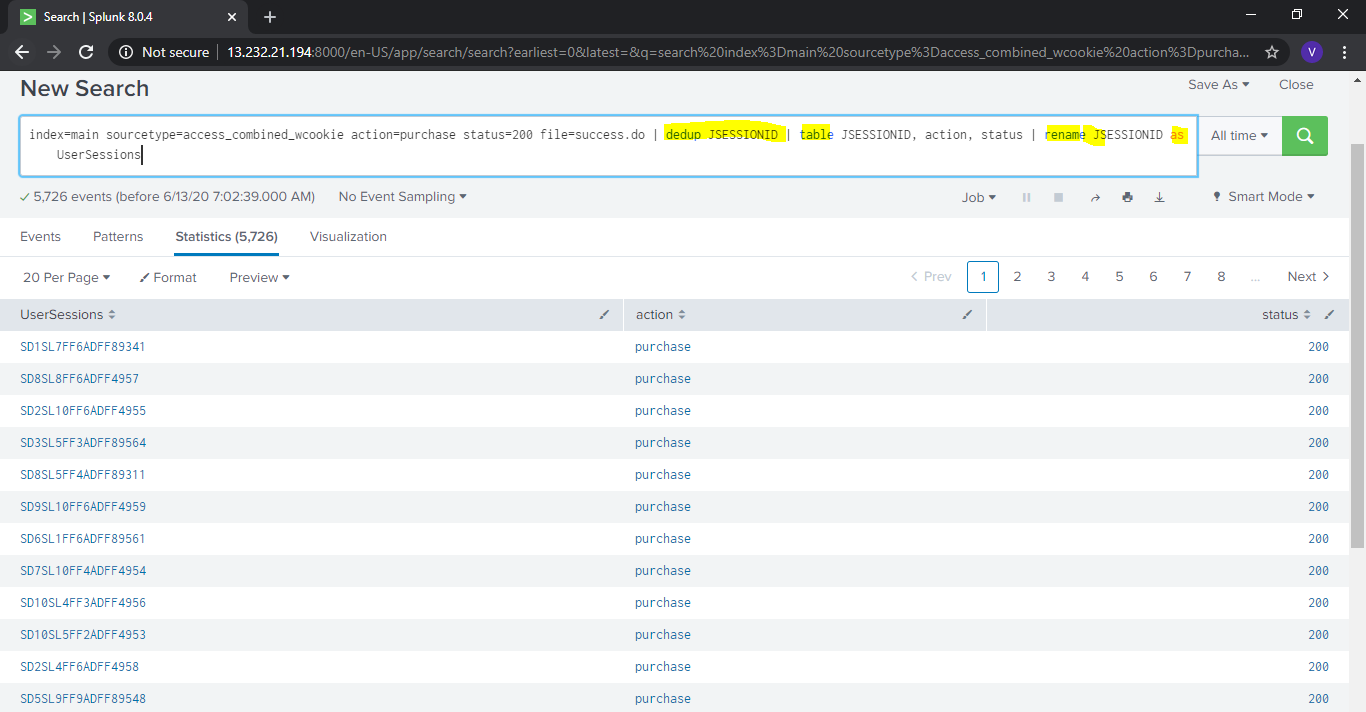 Search | Splunk 8.0.4
Not secure 13.232.21.194:8000/en-US/app/search/search?earliest=0&latest=&q=search%20index%3Dmain%20sourcetype%3Daccess_combined_wcookie%20action%3Dpurcha... V
New Search Save As Close
index=main sourcetype=access_combined_wcookie action=purchase status=200 file=success.do | dedup JSESSIONID | table JSESSIONID, action, status | rename JSESSIONID as All time
UserSessions
5,726 events (before 6/13/20 7:02:39.000 AM) No Event Sampling Job Smart Mode
Events Patterns Statistics (5,726) Visualization
20 Per Page Format Preview Prev 1 2 3 4 5 6 7 8 ... Next
UserSessions action status
SD1SL7FF6ADFF89341 purchase 200
SD8SL8FF6ADFF4957 purchase 200
SD2SL10FF6ADFF4955 purchase 200
SD3SL5FF3ADFF89564 purchase 200
SD8SL5FF4ADFF89311 purchase 200
SD9SL10FF6ADFF4959 purchase 200
SD6SL1FF6ADFF89561 purchase 200
SD7SL10FF4ADFF4954 purchase 200
SD10SL4FF3ADFF4956 purchase 200
SD10SL5FF2ADFF4953 purchase 200
SD2SL4FF6ADFF4958 purchase 200
SD5SL9FF9ADFF89548 purchase 200